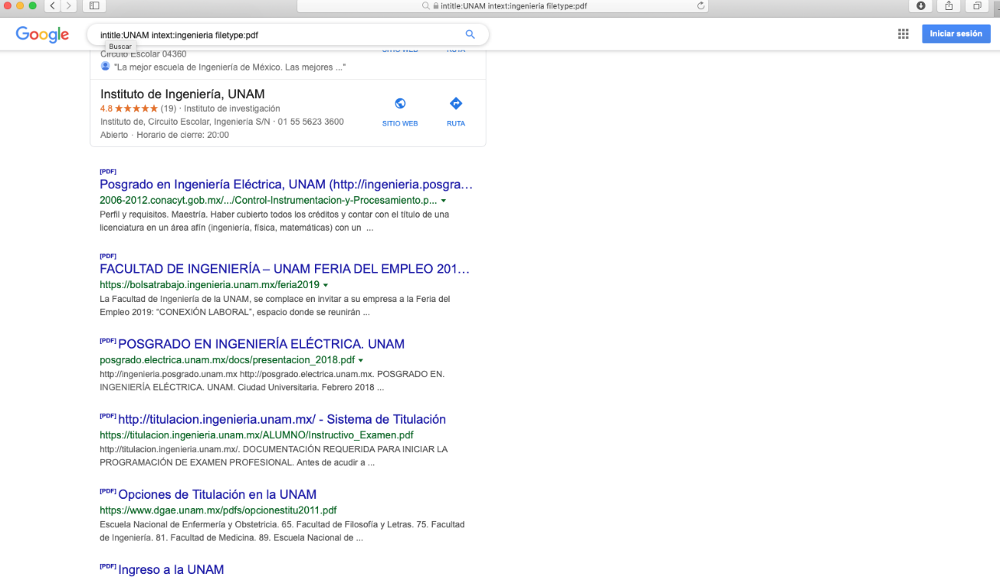 intitle:UNAM intext:ingenieria filetype:pdf
Google
intitle:UNAM intext:ingenieria filetype:pdf
Iniciar sesión
Buscar
Circuito Escolar 04360
SITIO WEB
RUTA
"La mejor escuela de Ingeniería de México. Las mejores ..."
Instituto de Ingeniería, UNAM
4.8 ★★★★★ (19) · Instituto de investigación
Instituto de, Circuito Escolar, Ingeniería S/N · 01 55 5623 3600
SITIO WEB
RUTA
Abierto · Horario de cierre: 20:00
[PDF]
Posgrado en Ingeniería Eléctrica, UNAM (http://ingenieria.posgra…
2006-2012.conacyt.gob.mx/.../Control-Instrumentacion-y-Procesamiento.p...
Perfil y requisitos. Maestría. Haber cubierto todos los créditos y contar con el título de una
licenciatura en un área afín (ingeniería, física, matemáticas) con un ...
[PDF]
FACULTAD DE INGENIERÍA – UNAM FERIA DEL EMPLEO 201…
https://bolsatrabajo.ingenieria.unam.mx/feria2019
La Facultad de Ingeniería de la UNAM, se complace en invitar a su empresa a la Feria del
Empleo 2019: "CONEXIÓN LABORAL", espacio donde se reunirán ...
[PDF] POSGRADO EN INGENIERÍA ELÉCTRICA. UNAM
posgrado.electrica.unam.mx/docs/presentacion_2018.pdf
http://ingenieria.posgrado.unam.mx http://posgrado.electrica.unam.mx. POSGRADO EN.
INGENIERÍA ELÉCTRICA. UNAM. Ciudad Universitaria. Febrero 2018 ...
[PDF] http://titulacion.ingenieria.unam.mx/ - Sistema de Titulación
https://titulacion.ingenieria.unam.mx/ALUMNO/Instructivo_Examen.pdf
http://titulacion.ingenieria.unam.mx/. DOCUMENTACIÓN REQUERIDA PARA INICIAR LA
PROGRAMACIÓN DE EXAMEN PROFESIONAL. Antes de acudir a ...
[PDF] Opciones de Titulación en la UNAM
https://www.dgae.unam.mx/pdfs/opcionestitu2011.pdf
Escuela Nacional de Enfermería y Obstetricia. 65. Facultad de Filosofía y Letras. 75. Facultad
de Ingeniería. 81. Facultad de Medicina. 89. Escuela Nacional de ...
[PDF] Ingreso a la UNAM